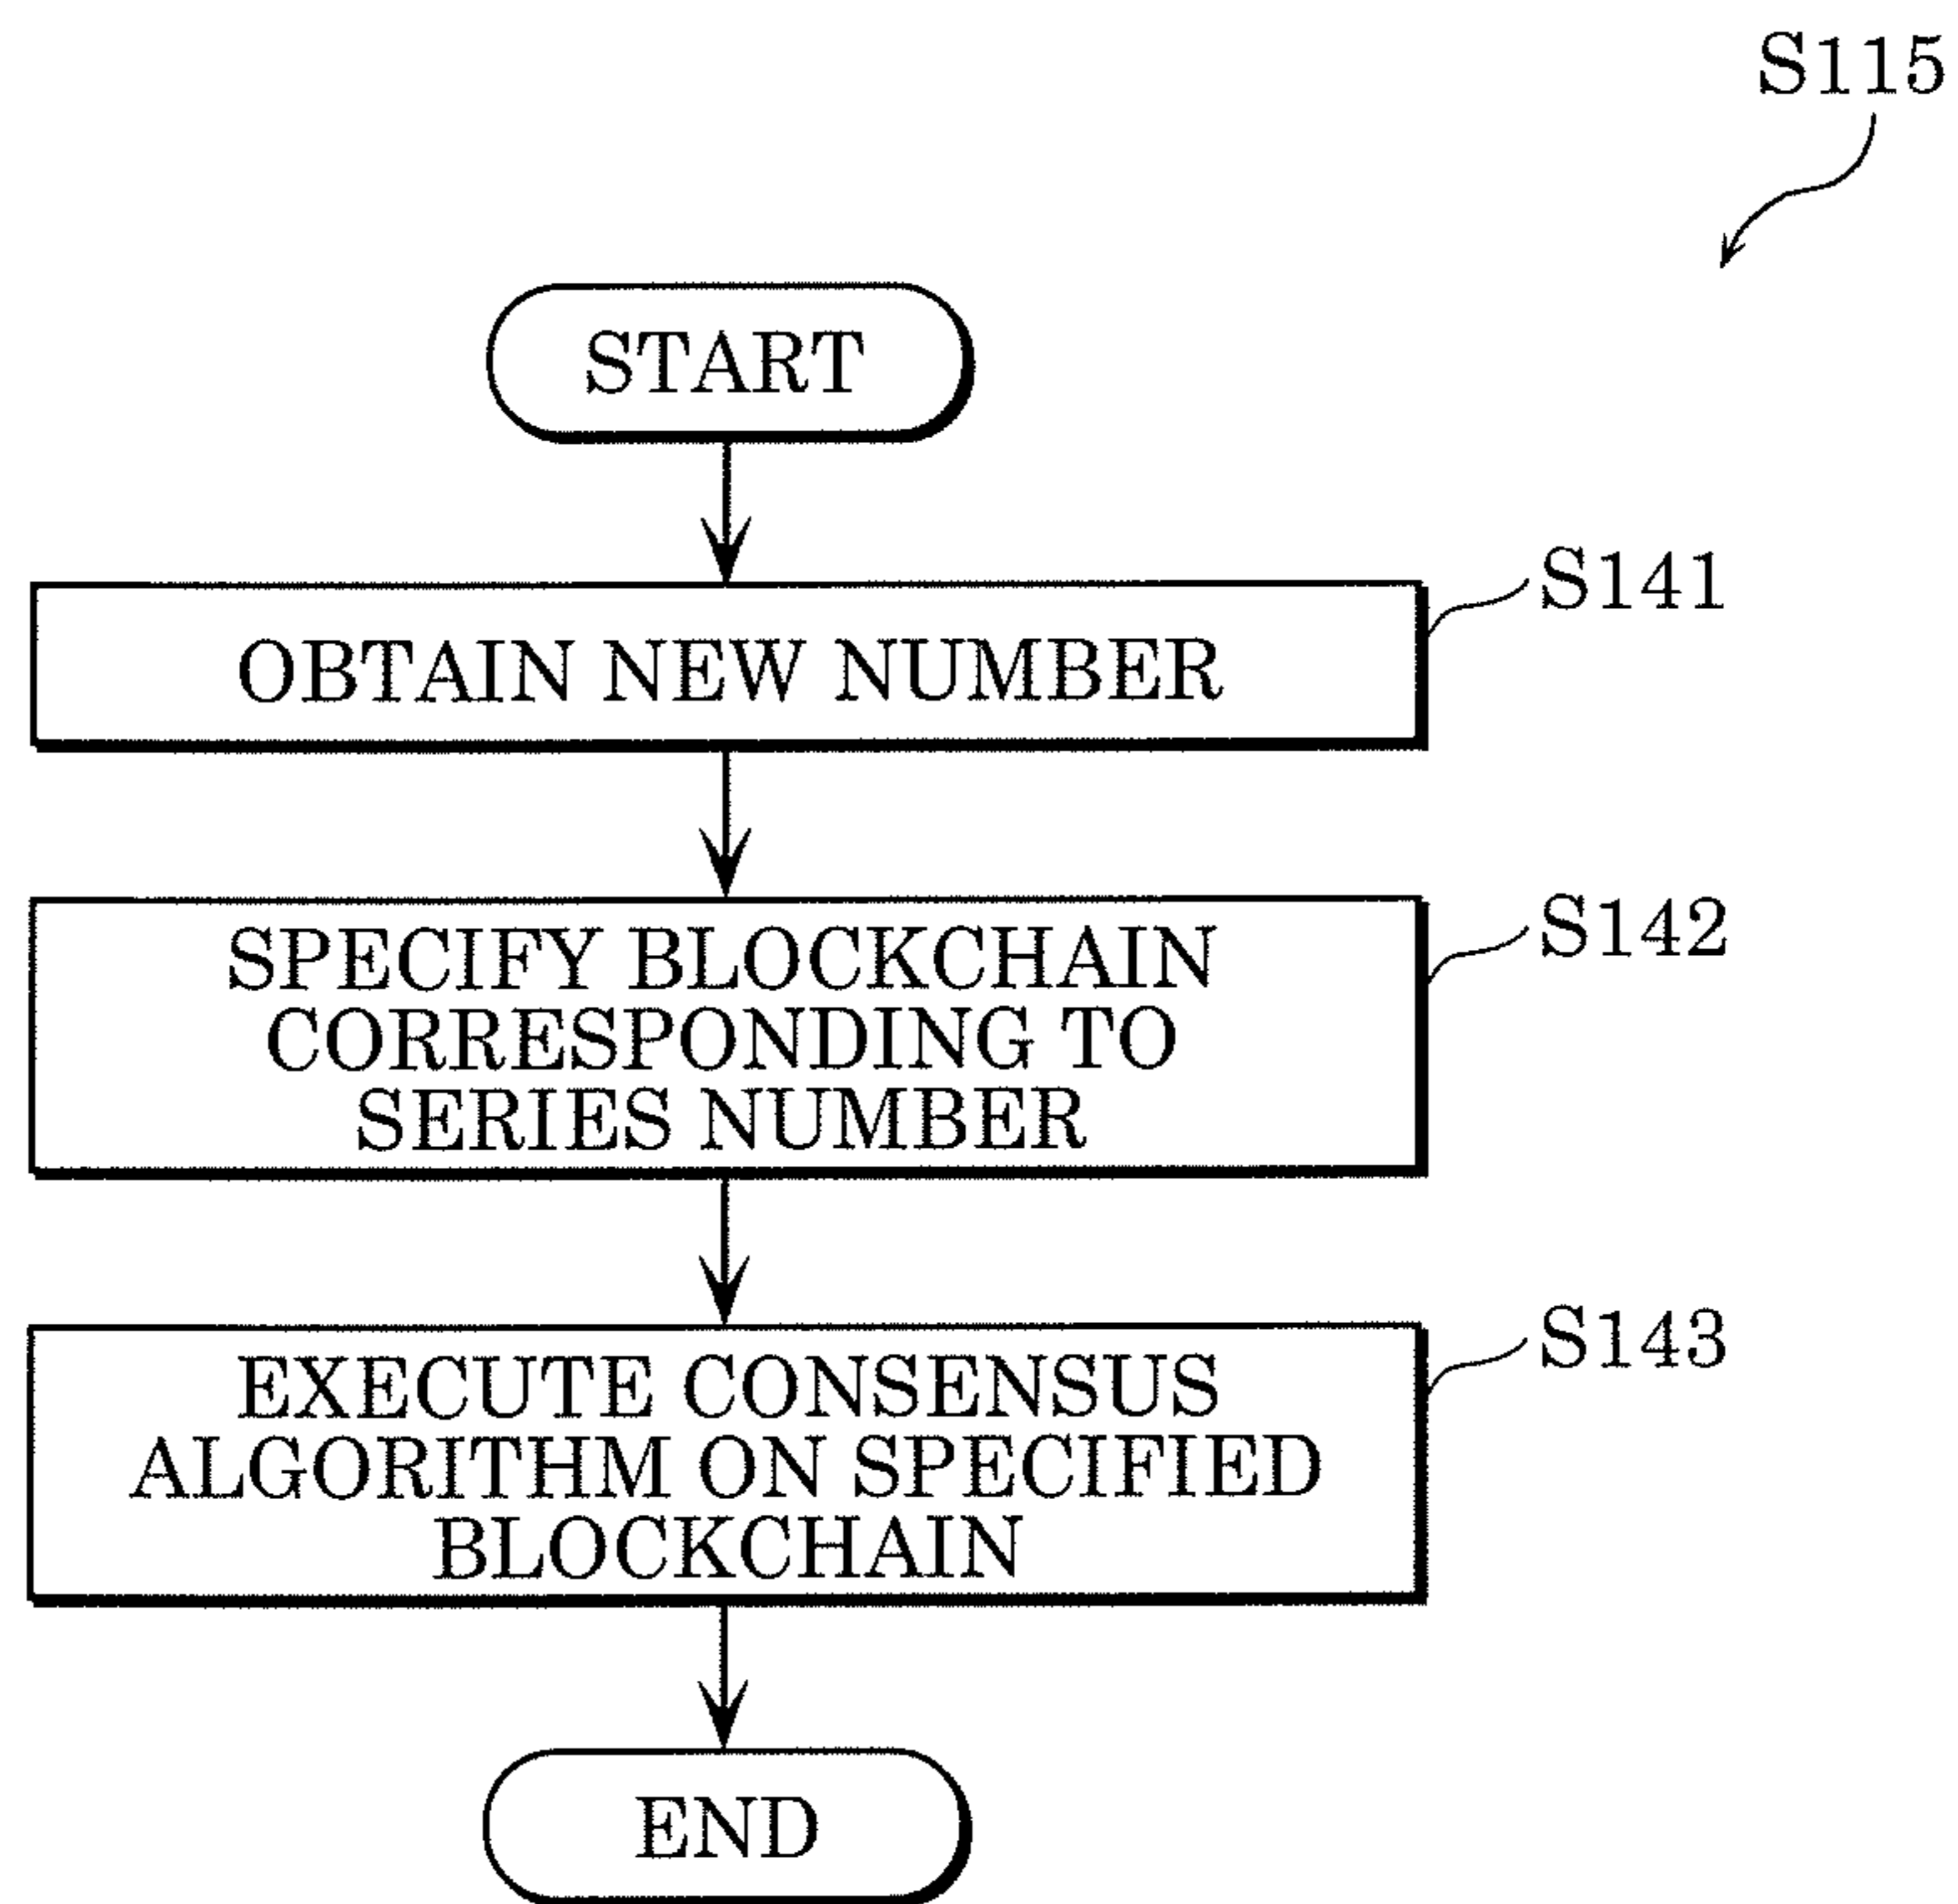 S115
START
S141
OBTAIN NEW NUMBER
S142
SPECIFY BLOCKCHAIN
CORRESPONDING TO
SERIES NUMBER
S143
EXECUTE CONSENSUS
ALGORITHM ON SPECIFIED
BLOCKCHAIN
END